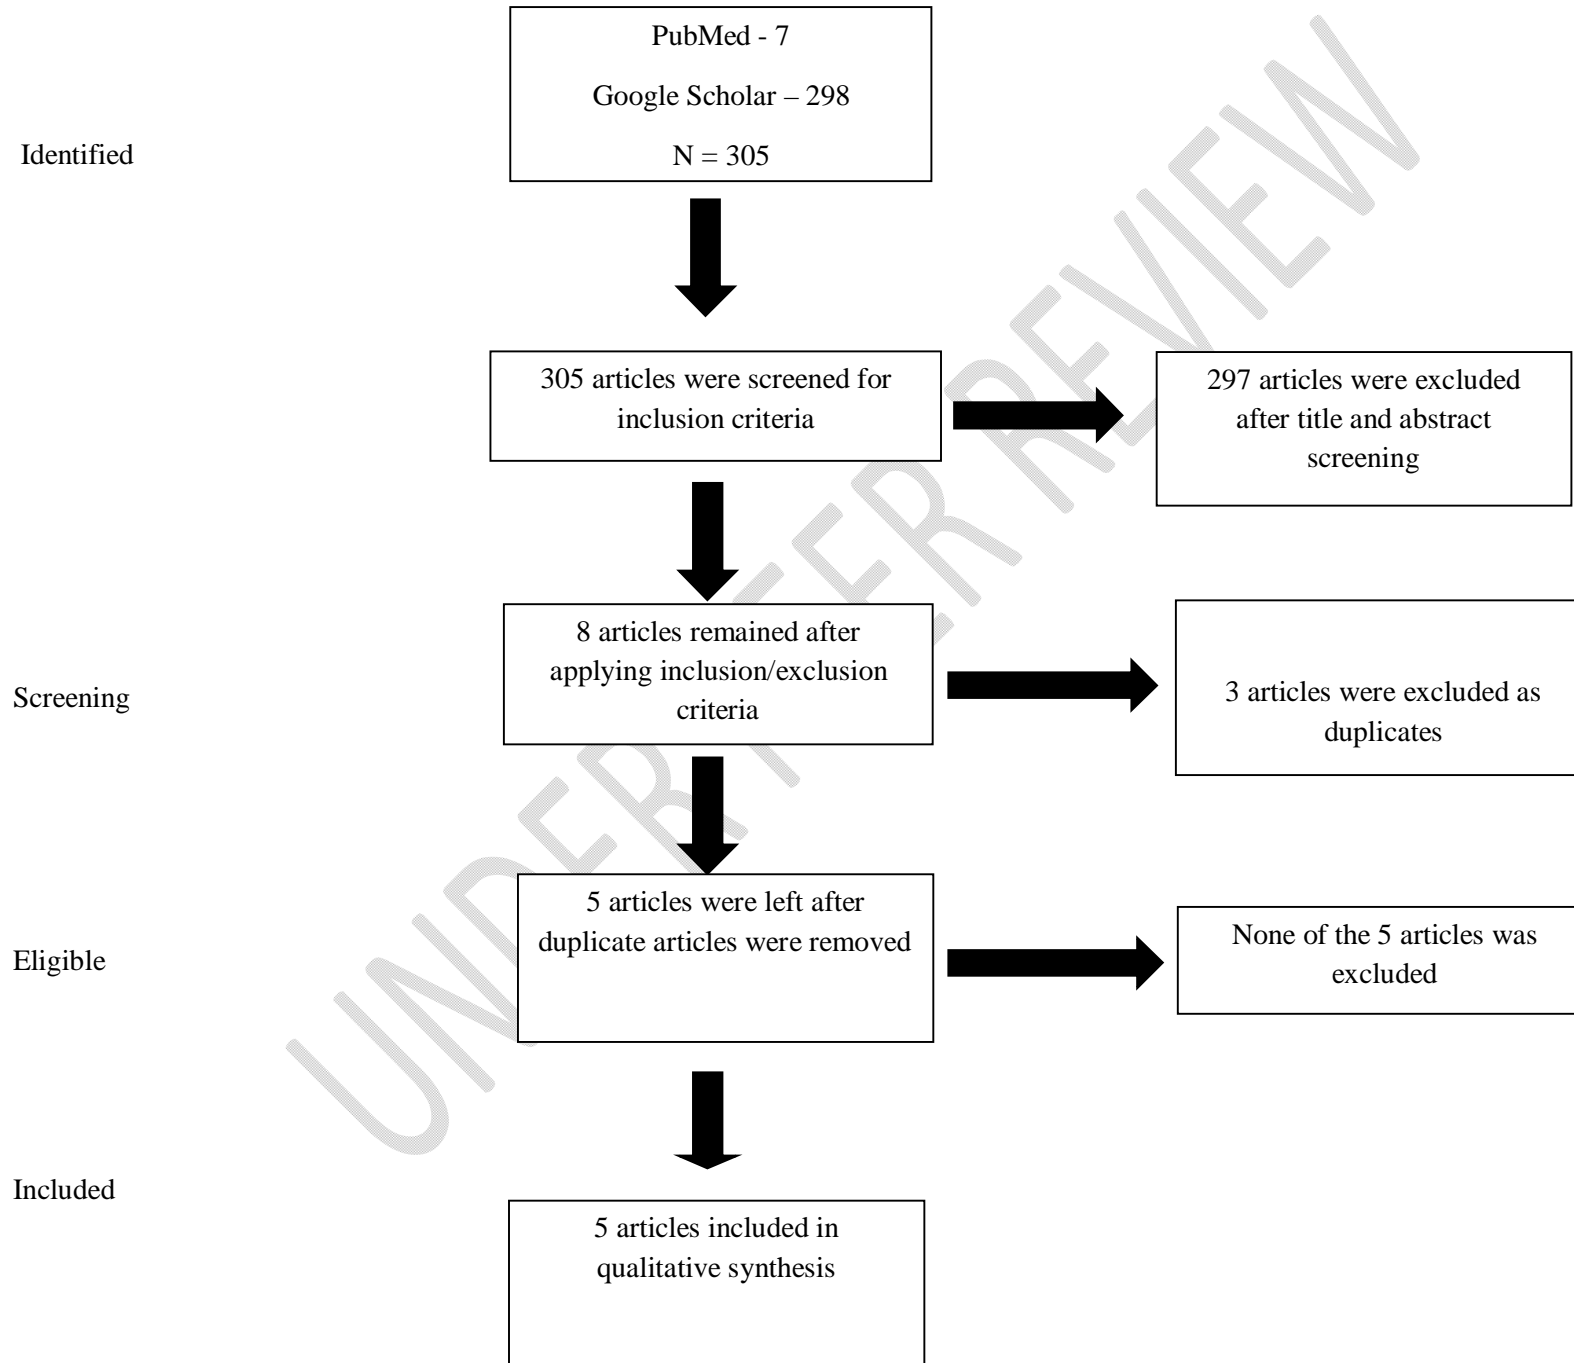 PubMed - 7
Google Scholar – 298
N = 305
Identified
305 articles were screened for
inclusion criteria
297 articles were excluded
after title and abstract
screening
8 articles remained after
applying inclusion/exclusion
criteria
Screening
3 articles were excluded as
duplicates
5 articles were left after
duplicate articles were removed
Eligible
None of the 5 articles was
excluded
Included
5 articles included in
qualitative synthesis
UNDER PEER REVIEW